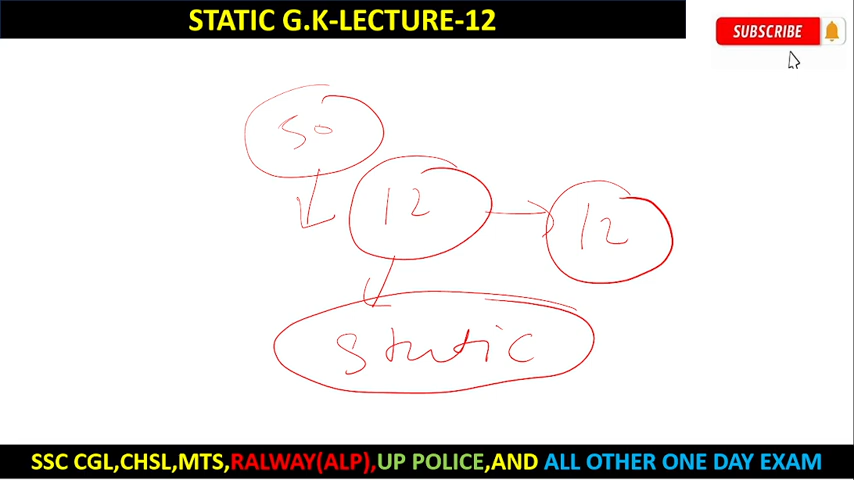 STATIC G.K-LECTURE-12
SUBSCRIBE
50
12
12
static
SSC CGL,CHSL,MTS,RALWAY(ALP),UP POLICE,AND ALL OTHER ONE DAY EXAM